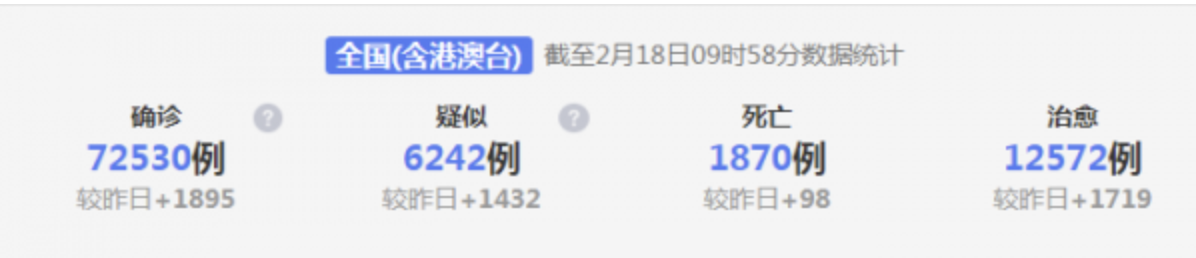 全国(含港澳台) 截至2月18日09时58分数据统计
确诊 ? 疑似 ? 死亡 治愈
72530例 6242例 1870例 12572例
较昨日+1895 较昨日+1432 较昨日+98 较昨日+1719